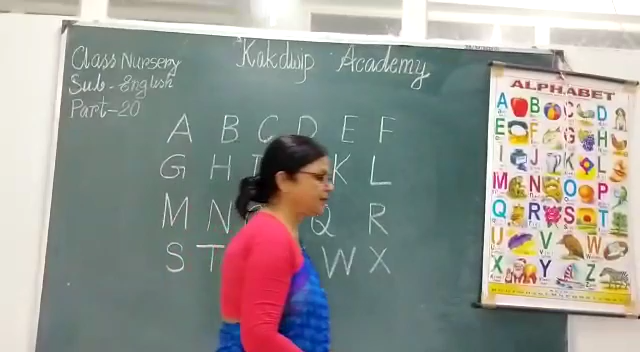 Class Nursery
Sub - English
Part-20
Kakdwip Academy
A B C D E F
G H K L
M N Q R
S T W X
ALPHABET
A B C D
E F G H
I J K L
M N O P
Q R S T
U V W
X Y Z